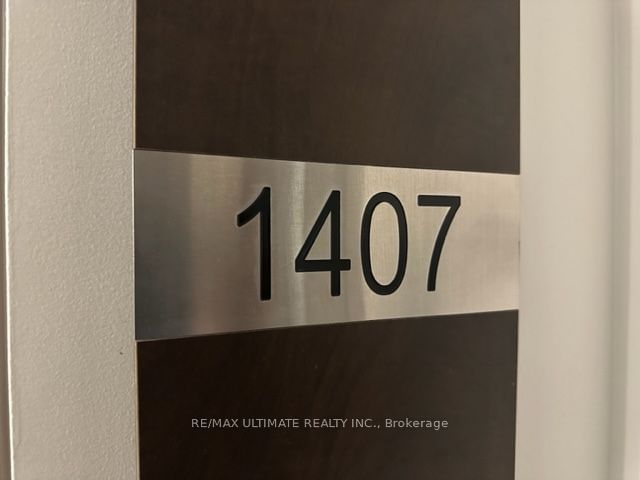 1407
RE/MAX ULTIMATE REALTY INC., Brokerage